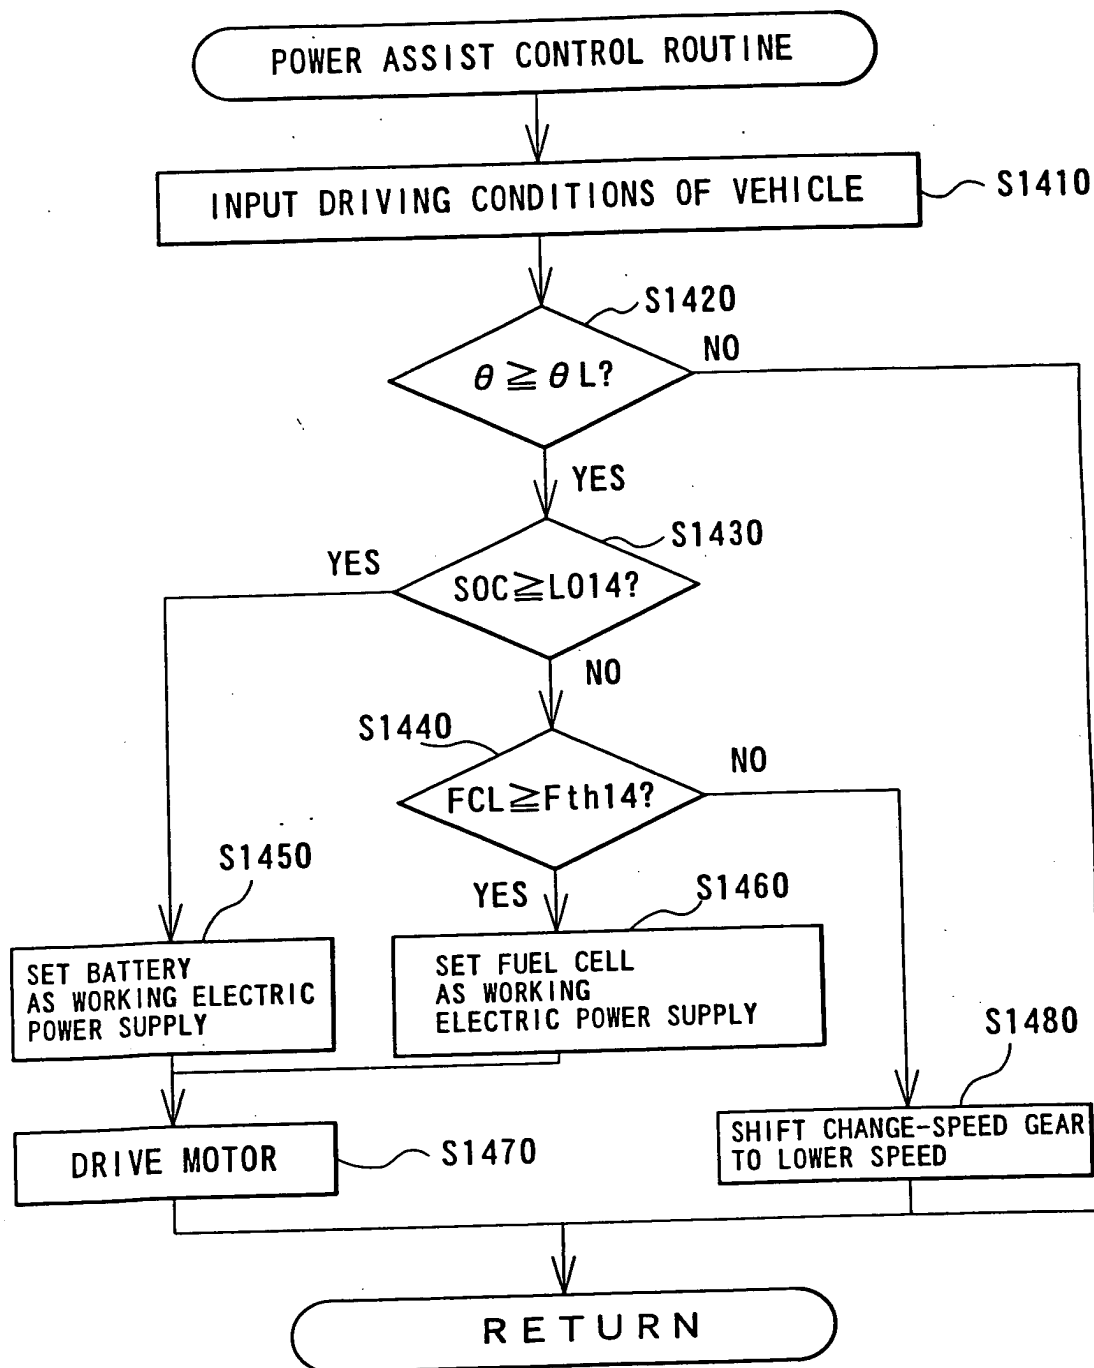 POWER ASSIST CONTROL ROUTINE
INPUT DRIVING CONDITIONS OF VEHICLE
S1410
S1420
θ ≧ θL?
NO
YES
S1430
YES
SOC≧LO14?
NO
S1440
NO
FCL≧Fth14?
S1450
YES
S1460
SET BATTERY
AS WORKING ELECTRIC
POWER SUPPLY
SET FUEL CELL
AS WORKING
ELECTRIC POWER SUPPLY
S1480
DRIVE MOTOR
S1470
SHIFT CHANGE-SPEED GEAR
TO LOWER SPEED
RETURN